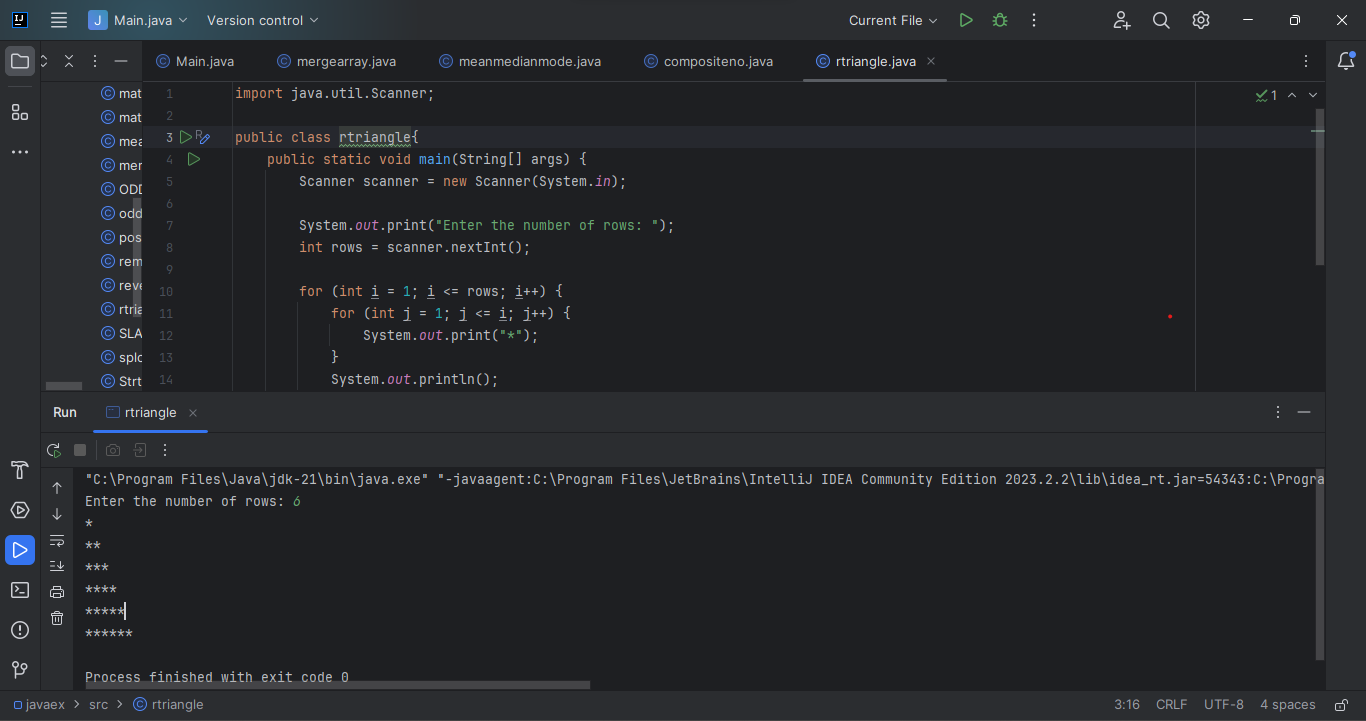 IJ
J Main.java Version control Current File
Main.java mergearray.java meanmedianmode.java compositeno.java rtriangle.java
mat
mat
mea
mer
ODD
odd
pos
rem
reve
rtria
SLA
splc
Strt
1 import java.util.Scanner;
2
3 public class rtriangle{
4 public static void main(String[] args) {
5 Scanner scanner = new Scanner(System.in);
6
7 System.out.print("Enter the number of rows: ");
8 int rows = scanner.nextInt();
9
10 for (int i = 1; i <= rows; i++) {
11 for (int j = 1; j <= i; j++) {
12 System.out.print("*");
13 }
14 System.out.println();
1
Run rtriangle
"C:\Program Files\Java\jdk-21\bin\java.exe" "-javaagent:C:\Program Files\JetBrains\IntelliJ IDEA Community Edition 2023.2.2\lib\idea_rt.jar=54343:C:\Progra
Enter the number of rows: 6
*
**
***
****
*****
******
Process finished with exit code 0
javaex > src > rtriangle 3:16 CRLF UTF-8 4 spaces